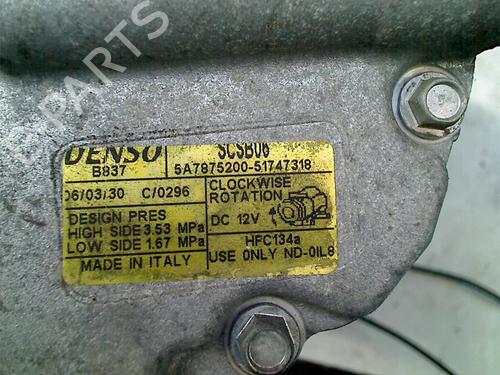 DENSO SCSB06
B837 5A7875200-51747318
06/03/30 C/0296 CLOCKWISE
ROTATION
DESIGN PRES
HIGH SIDE 3.53 MPa DC 12V
LOW SIDE 1.67 MPa
HFC134a
MADE IN ITALY USE ONLY ND-OIL8
B-PARTS